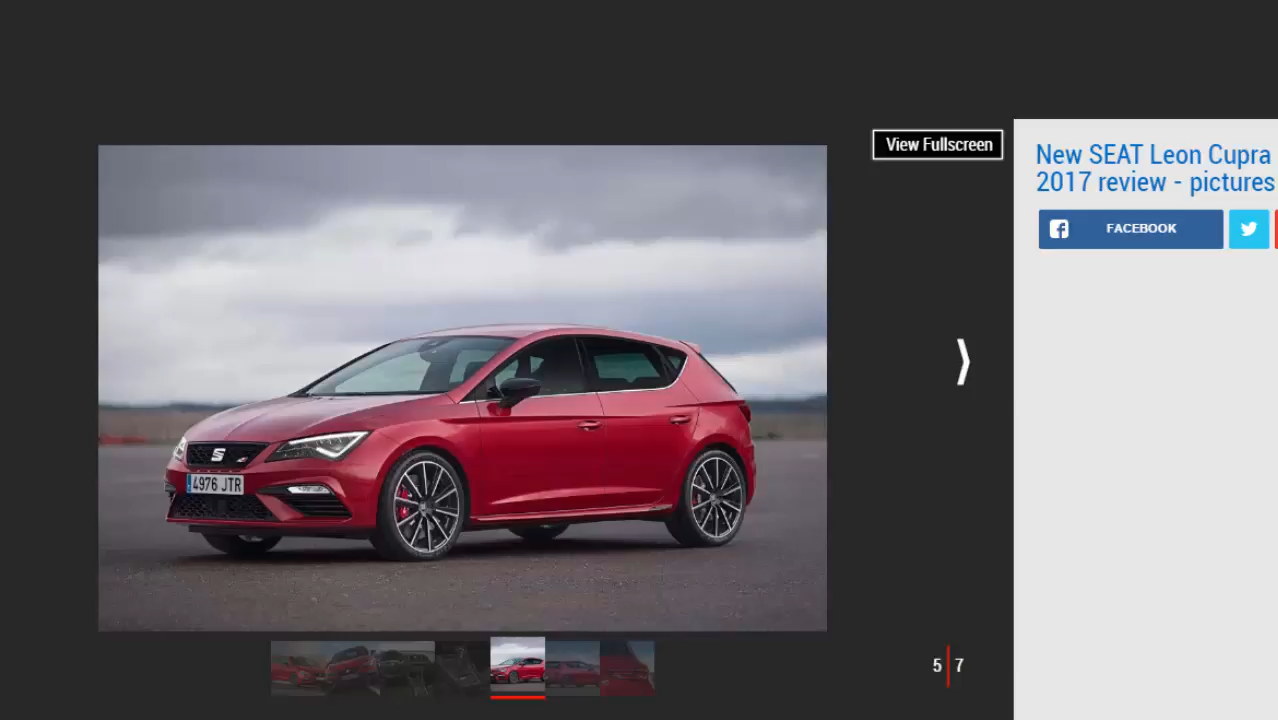 View Fullscreen
New SEAT Leon Cupra
2017 review - pictures
FACEBOOK
4976 JTR
5 7